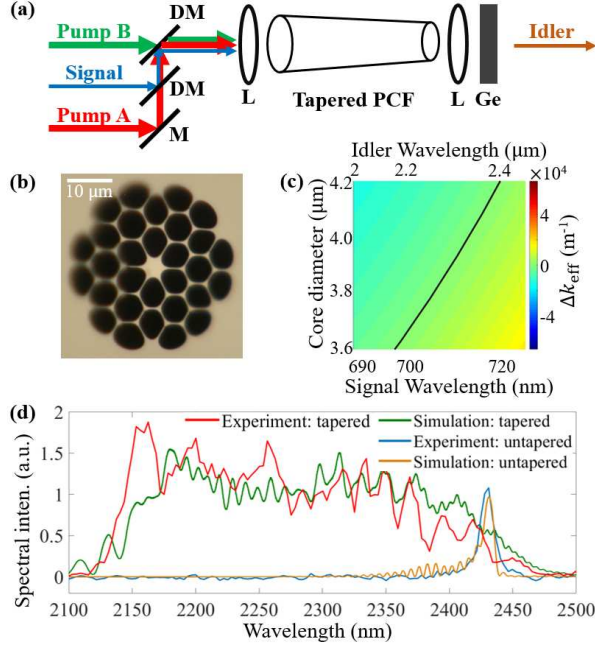 (a)
DM
Pump B
Idler
Signal
DM
L
Tapered PCF
L
Ge
Pump A
M
(b)
10 μm
(c)
Idler Wavelength (μm)
2
2.2
2.4
×10⁴
4.2
4.0
3.8
3.6
Core diameter (μm)
4
0
-4
Δk_eff (m⁻¹)
690
700
720
Signal Wavelength (nm)
(d)
2
1.5
1
0.5
0
Spectral inten. (a.u.)
Experiment: tapered
Simulation: tapered
Experiment: untapered
Simulation: untapered
2100
2150
2200
2250
2300
2350
2400
2450
2500
Wavelength (nm)